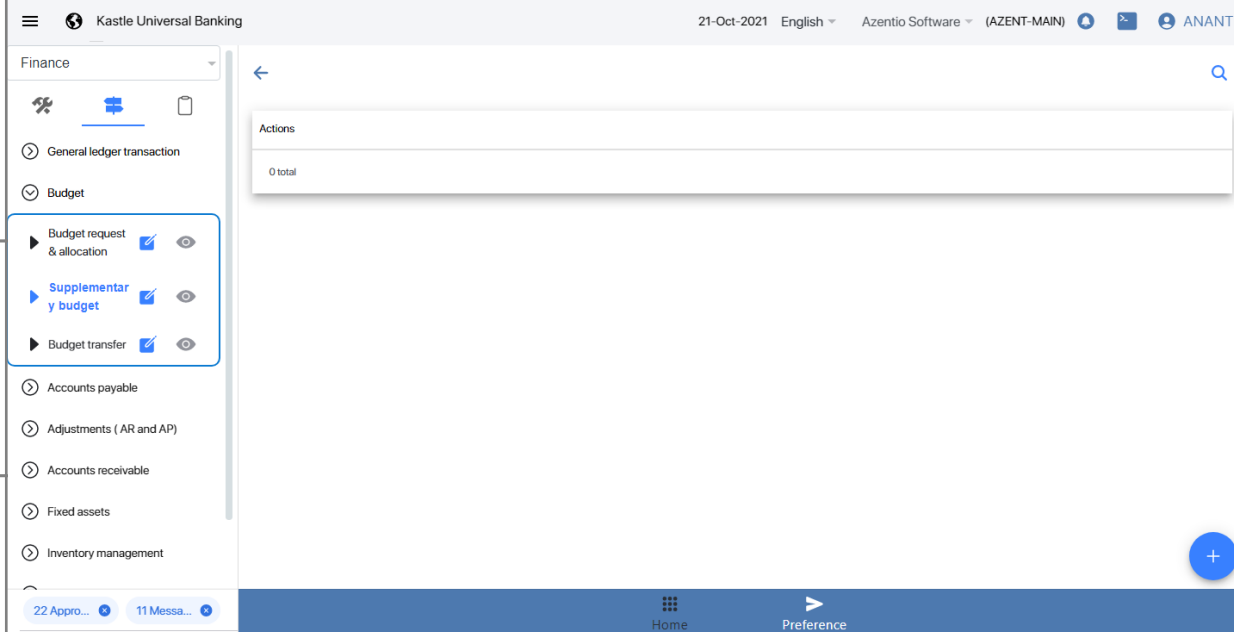 Kastle Universal Banking
21-Oct-2021 English Azentio Software (AZENT-MAIN) ANANT
Finance
General ledger transaction
Budget
Budget request
& allocation
Supplementar
y budget
Budget transfer
Accounts payable
Adjustments ( AR and AP)
Accounts receivable
Fixed assets
Inventory management
22 Appro...
11 Messa...
Actions
0 total
Home
Preference